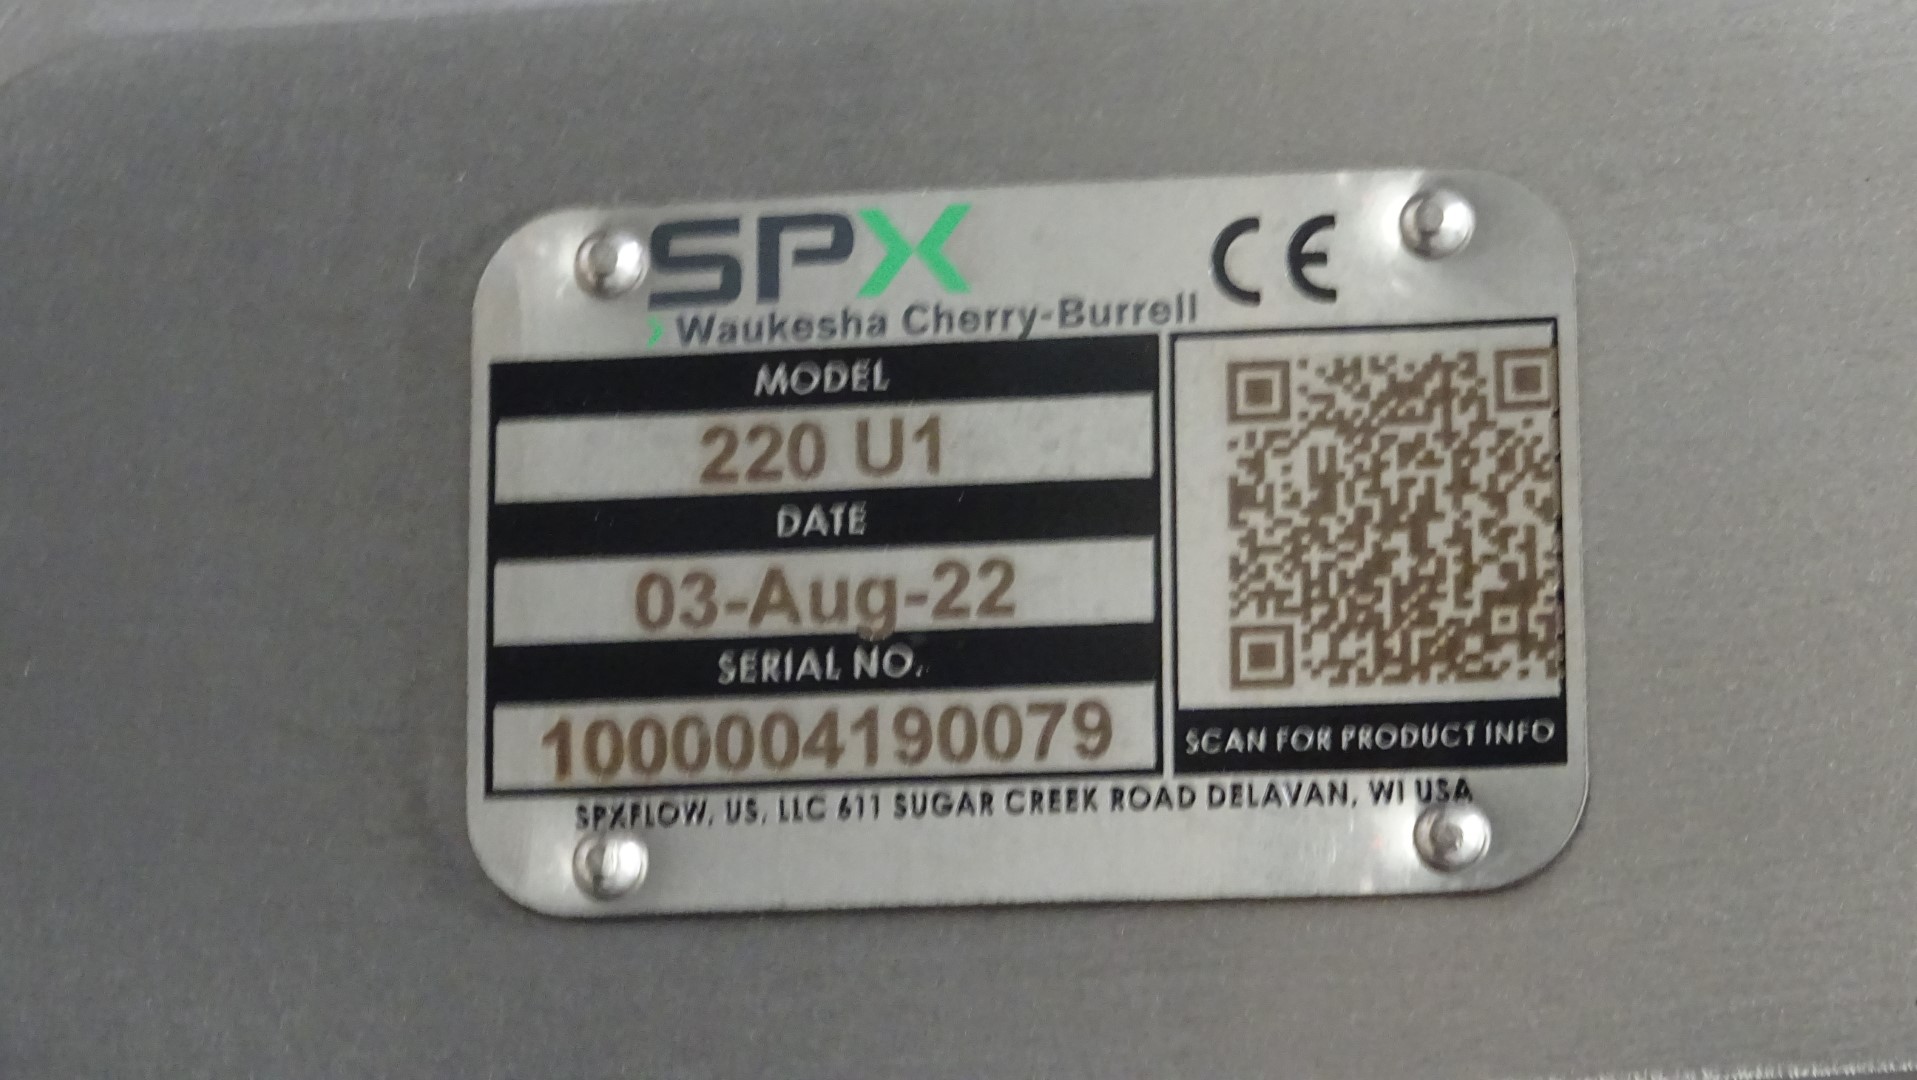 SPX
CE
Waukesha Cherry-Burrell
MODEL
220 U1
DATE
03-Aug-22
SERIAL NO.
1000004190079
SCAN FOR PRODUCT INFO
SPXFLOW, US, LLC 611 SUGAR CREEK ROAD DELAVAN, WI USA